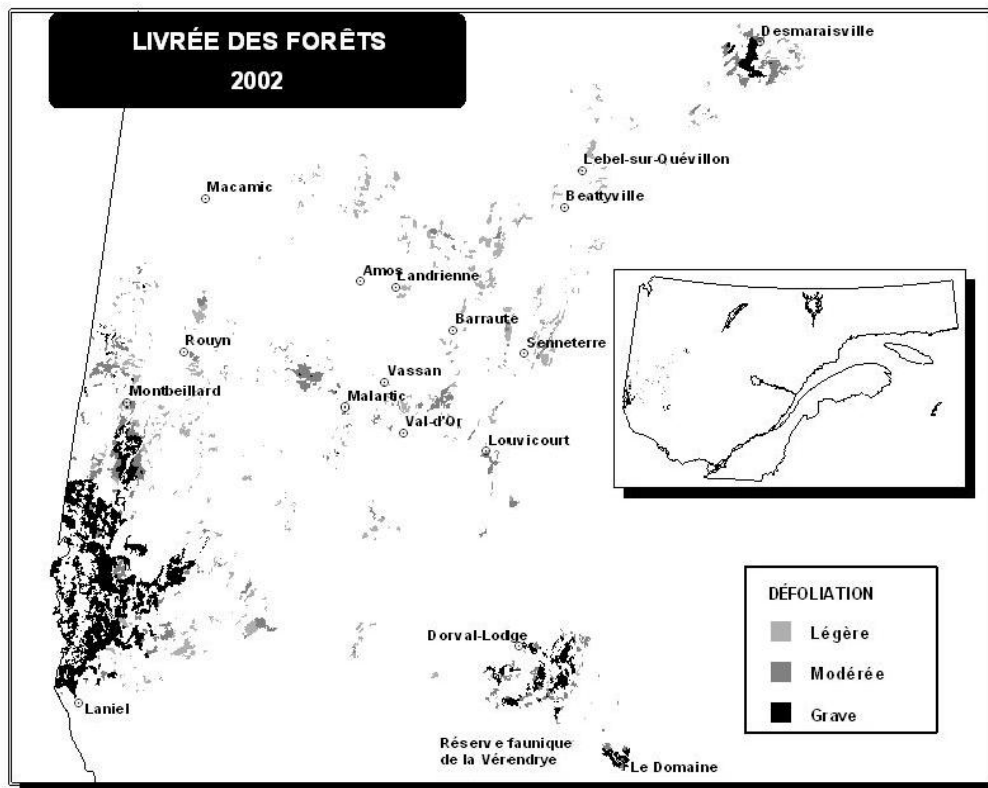 LIVRÉE DES FORÊTS
2002
Desmaraisville
Lebel-sur-Quévillon
Macamic
Beattyville
Amos
Landrienne
Barraute
Rouyn
Senneterre
Vassan
Montbeillard
Malartic
Val-d'Or
Louvicourt
DÉFOLIATION
Légère
Modérée
Grave
Dorval-Lodge
Laniel
Réserve faunique
de la Vérendrye
Le Domaine